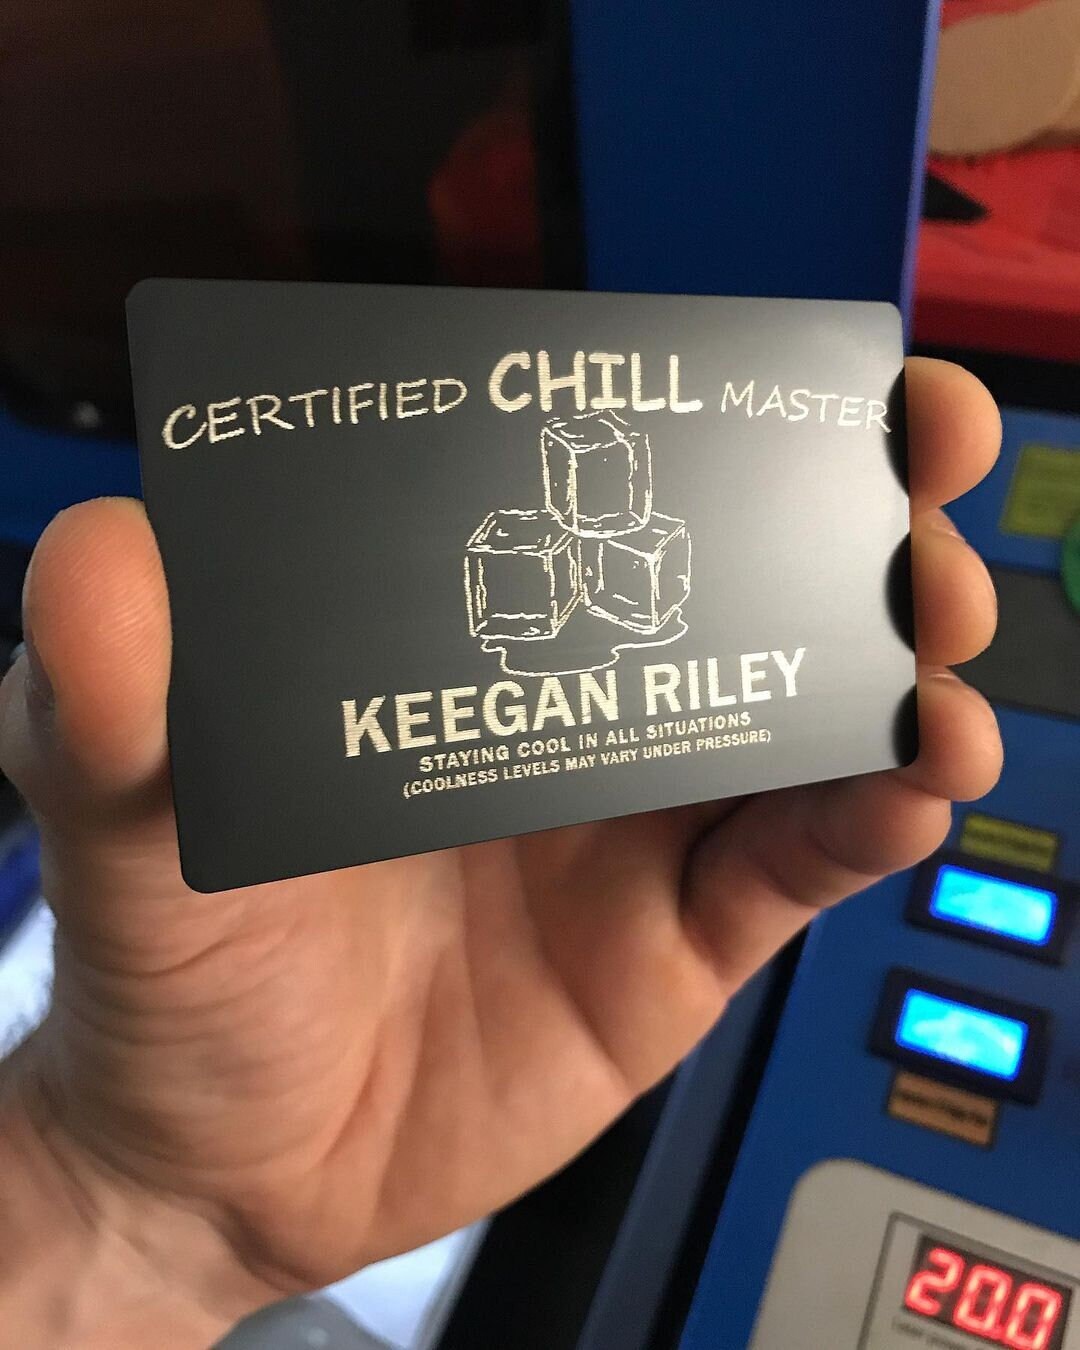 CERTIFIED CHILL MASTER
KEEGAN RILEY
STAYING COOL IN ALL SITUATIONS
(COOLNESS LEVELS MAY VARY UNDER PRESSURE)
20.0